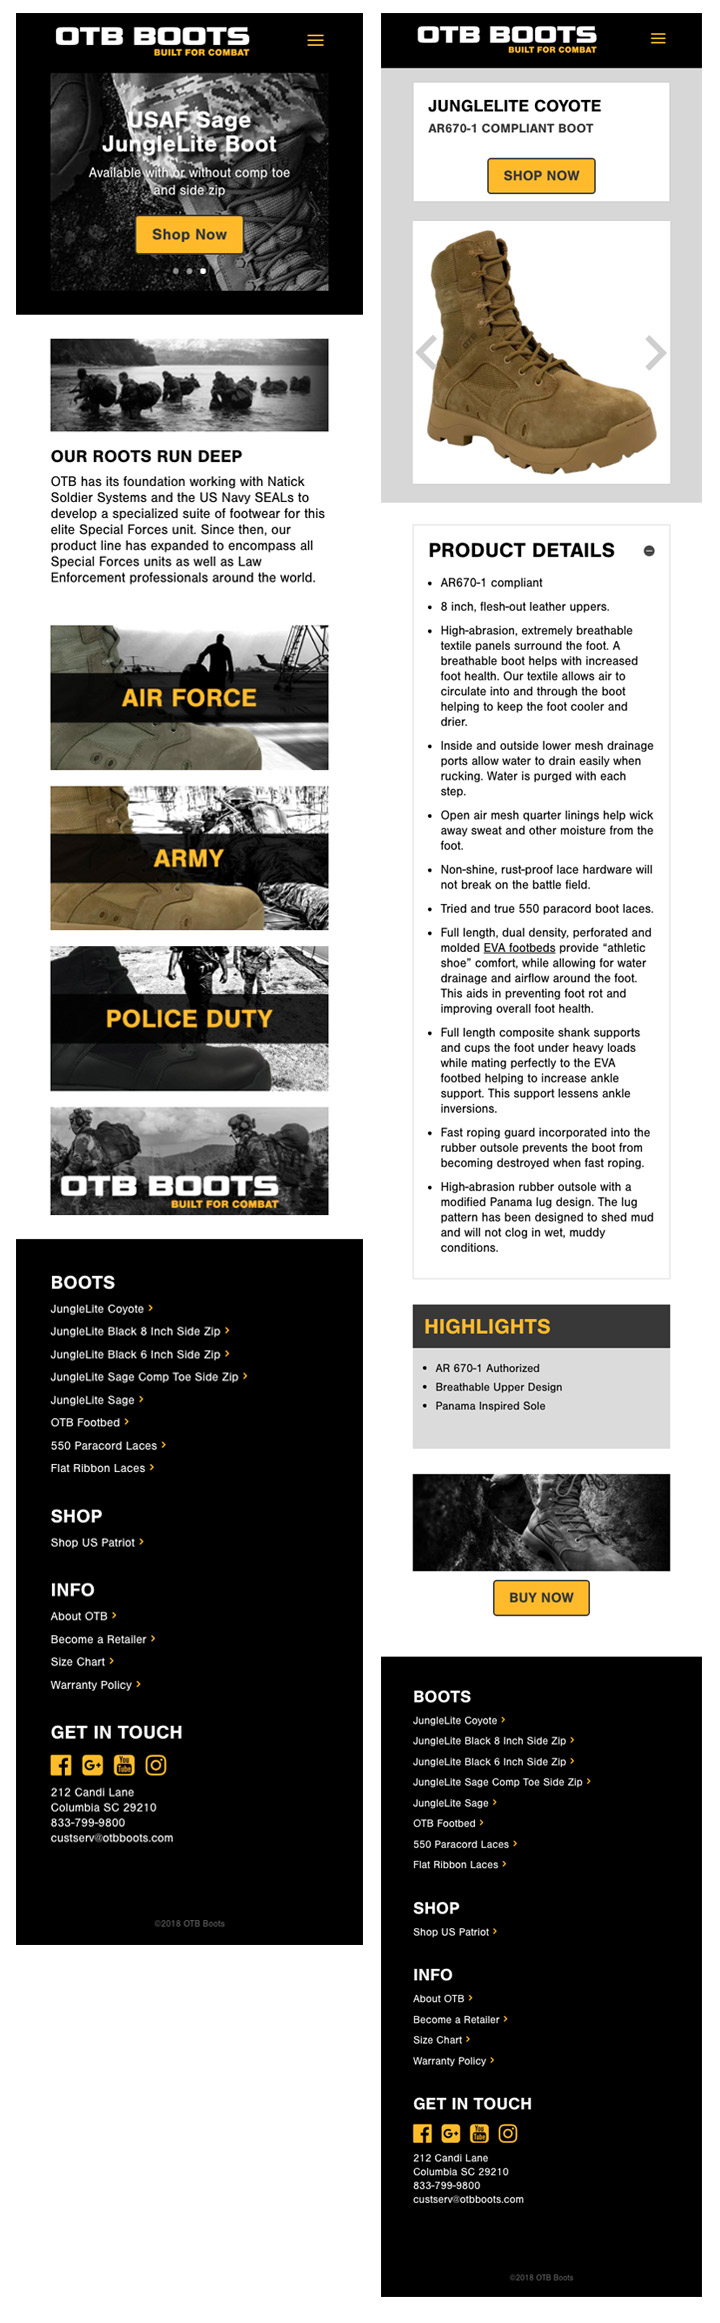 OTB BOOTS
BUILT FOR COMBAT
USAF Sage
JungleLite Boot
Available with or without comp toe
and side zip
Shop Now
OUR ROOTS RUN DEEP
OTB has its foundation working with Natick
Soldier Systems and the US Navy SEALs to
develop a specialized suite of footwear for this
elite Special Forces unit. Since then, our
product line has expanded to encompass all
Special Forces units as well as Law
Enforcement professionals around the world.
AIR FORCE
ARMY
POLICE DUTY
OTB BOOTS
BUILT FOR COMBAT
BOOTS
JungleLite Coyote >
JungleLite Black 8 Inch Side Zip >
JungleLite Black 6 Inch Side Zip >
JungleLite Sage Comp Toe Side Zip >
JungleLite Sage >
OTB Footbed >
550 Paracord Laces >
Flat Ribbon Laces >
SHOP
Shop US Patriot >
INFO
About OTB >
Become a Retailer >
Size Chart >
Warranty Policy >
GET IN TOUCH
You
Tube
212 Candi Lane
Columbia SC 29210
833-799-9800
custserv@otbboots.com
©2018 OTB Boots
OTB BOOTS
BUILT FOR COMBAT
JUNGLELITE COYOTE
AR670-1 COMPLIANT BOOT
SHOP NOW
PRODUCT DETAILS
• AR670-1 compliant
• 8 inch, flesh-out leather uppers.
• High-abrasion, extremely breathable
textile panels surround the foot. A
breathable boot helps with increased
foot health. Our textile allows air to
circulate into and through the boot
helping to keep the foot cooler and
drier.
• Inside and outside lower mesh drainage
ports allow water to drain easily when
rucking. Water is purged with each
step.
• Open air mesh quarter linings help wick
away sweat and other moisture from the
foot.
• Non-shine, rust-proof lace hardware will
not break on the battle field.
• Tried and true 550 paracord boot laces.
• Full length, dual density, perforated and
molded EVA footbeds provide “athletic
shoe” comfort, while allowing for water
drainage and airflow around the foot.
This aids in preventing foot rot and
improving overall foot health.
• Full length composite shank supports
and cups the foot under heavy loads
while mating perfectly to the EVA
footbed helping to increase ankle
support. This support lessens ankle
inversions.
• Fast roping guard incorporated into the
rubber outsole prevents the boot from
becoming destroyed when fast roping.
• High-abrasion rubber outsole with a
modified Panama lug design. The lug
pattern has been designed to shed mud
and will not clog in wet, muddy
conditions.
HIGHLIGHTS
• AR 670-1 Authorized
• Breathable Upper Design
• Panama Inspired Sole
BUY NOW
BOOTS
JungleLite Coyote >
JungleLite Black 8 Inch Side Zip >
JungleLite Black 6 Inch Side Zip >
JungleLite Sage Comp Toe Side Zip >
JungleLite Sage >
OTB Footbed >
550 Paracord Laces >
Flat Ribbon Laces >
SHOP
Shop US Patriot >
INFO
About OTB >
Become a Retailer >
Size Chart >
Warranty Policy >
GET IN TOUCH
You
Tube
212 Candi Lane
Columbia SC 29210
833-799-9800
custserv@otbboots.com
©2018 OTB Boots